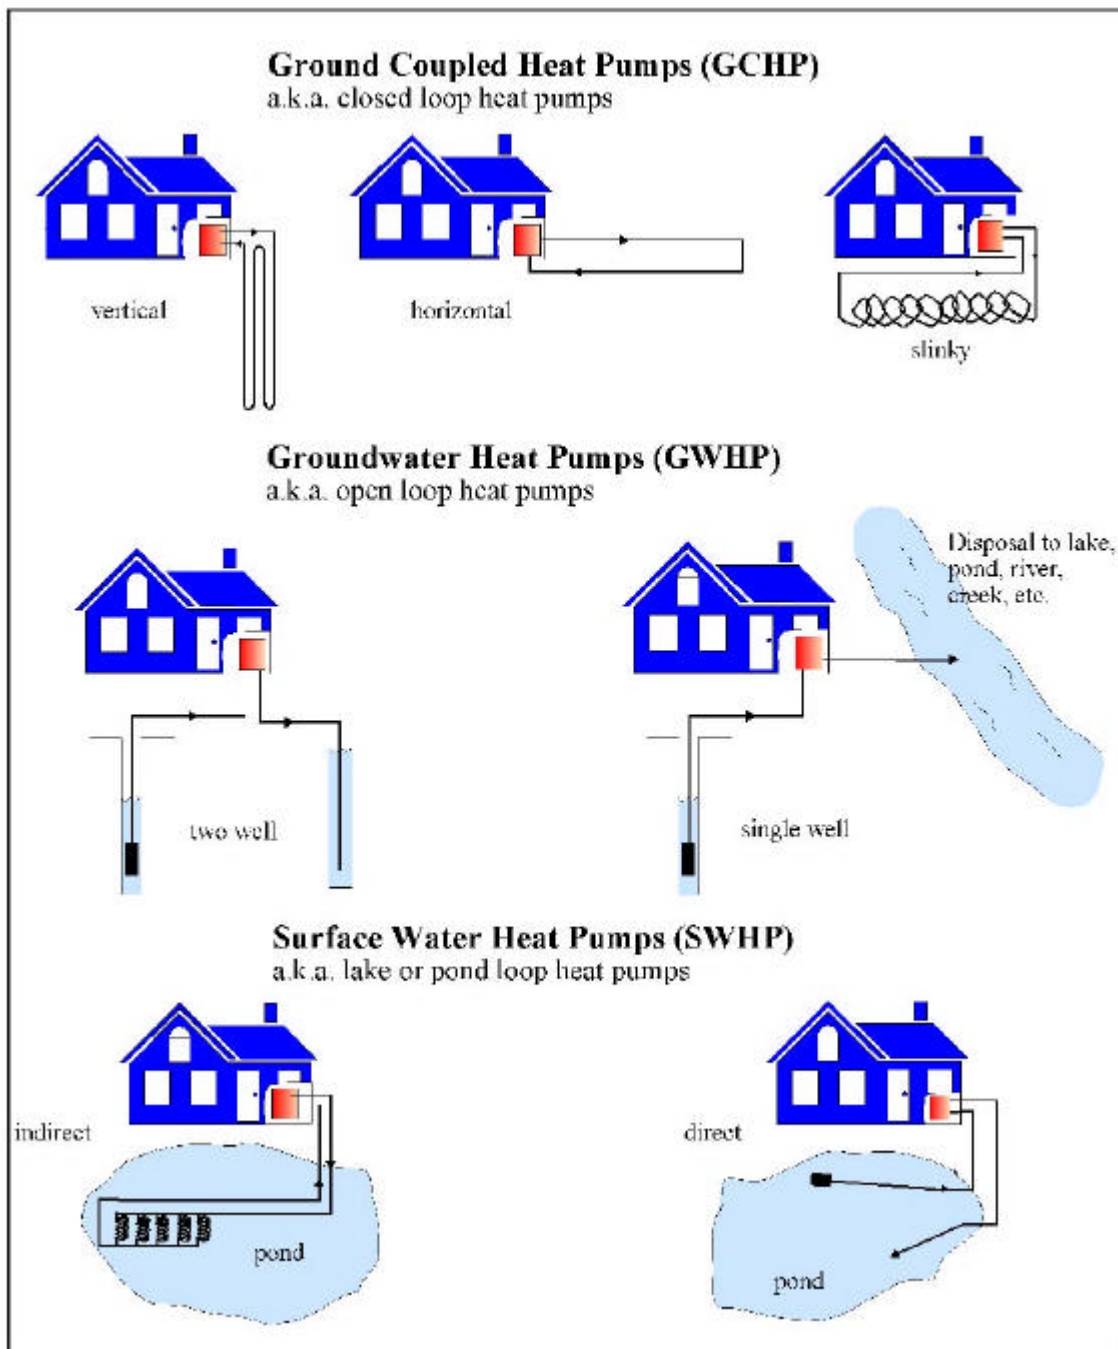 Ground Coupled Heat Pumps (GCHP)
a.k.a. closed loop heat pumps
vertical
horizontal
slinky
Groundwater Heat Pumps (GWHP)
a.k.a. open loop heat pumps
Disposal to lake,
pond, river,
creek, etc.
two well
single well
Surface Water Heat Pumps (SWHP)
a.k.a. lake or pond loop heat pumps
indirect
direct
pond
pond